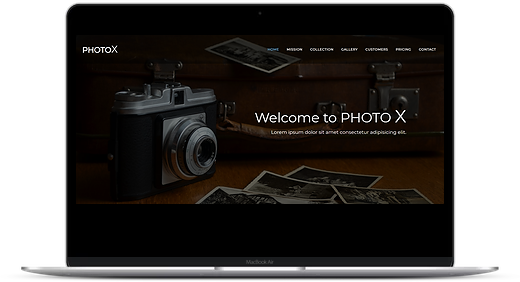 PHOTOX
HOME MISSION COLLECTION GALLERY CUSTOMERS PRICING CONTACT
Welcome to PHOTO X
Lorem ipsum dolor sit amet consectetur adipisicing elit.
MacBook Air